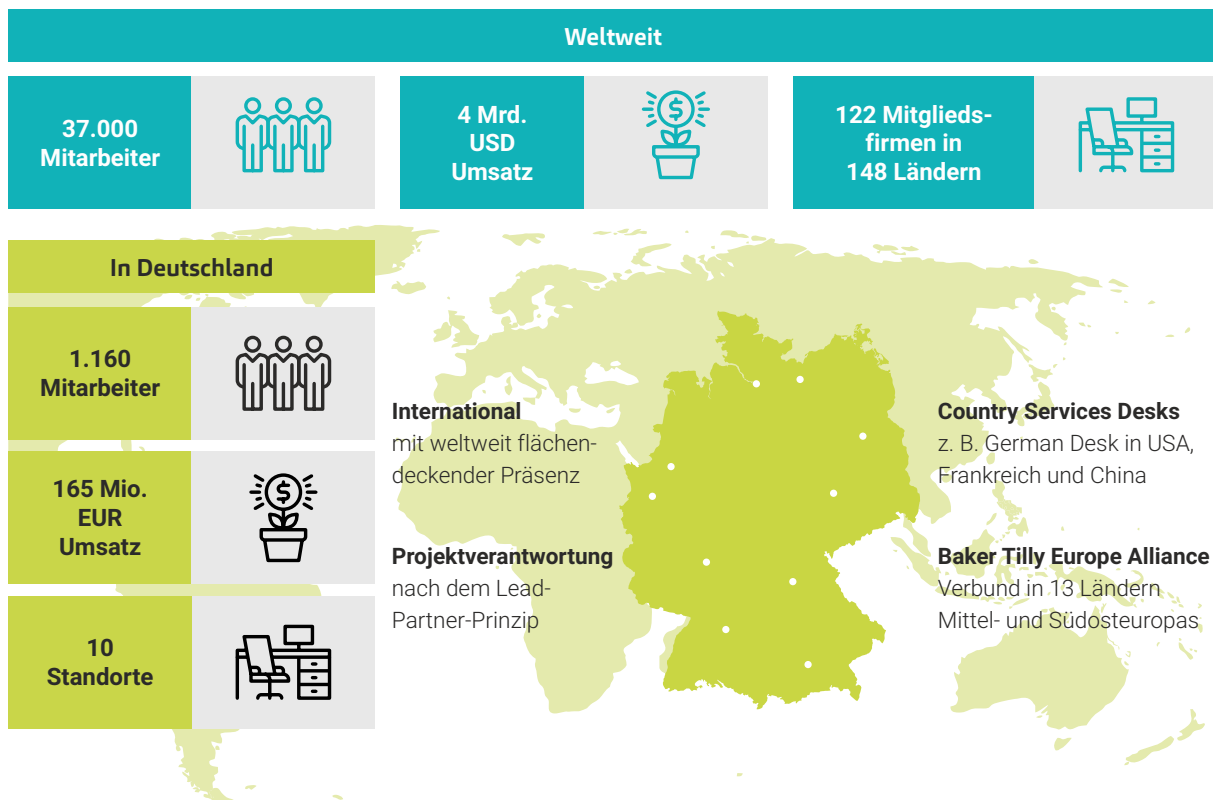 Weltweit
37.000
Mitarbeiter
4 Mrd.
USD
Umsatz
122 Mitglieds-
firmen in
148 Ländern
In Deutschland
1.160
Mitarbeiter
165 Mio.
EUR
Umsatz
10
Standorte
International
mit weltweit flächen-
deckender Präsenz
Projektverantwortung
nach dem Lead-
Partner-Prinzip
Country Services Desks
z. B. German Desk in USA,
Frankreich und China
Baker Tilly Europe Alliance
Verbund in 13 Ländern
Mittel- und Südosteuropas